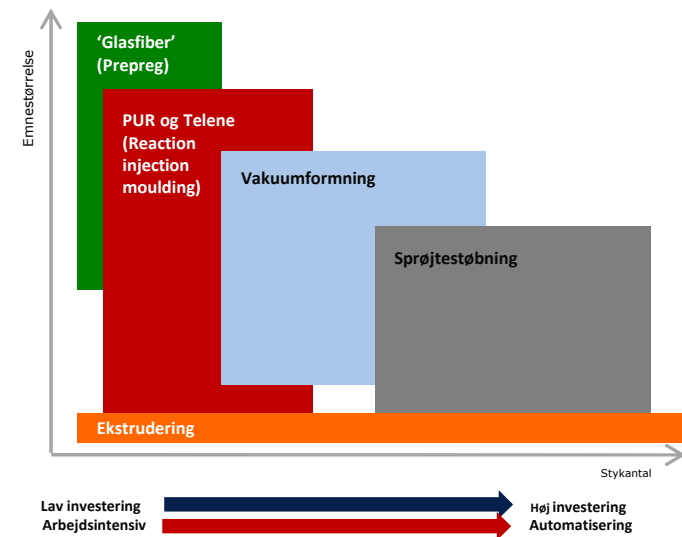 Emnestørrelse
‘Glasfiber’
(Prepreg)
PUR og Telene
(Reaction
injection
moulding)
Vakuumformning
Sprøjtestøbning
Ekstrudering
Stykantal
Lav investering
Høj investering
Arbejdsintensiv
Automatisering